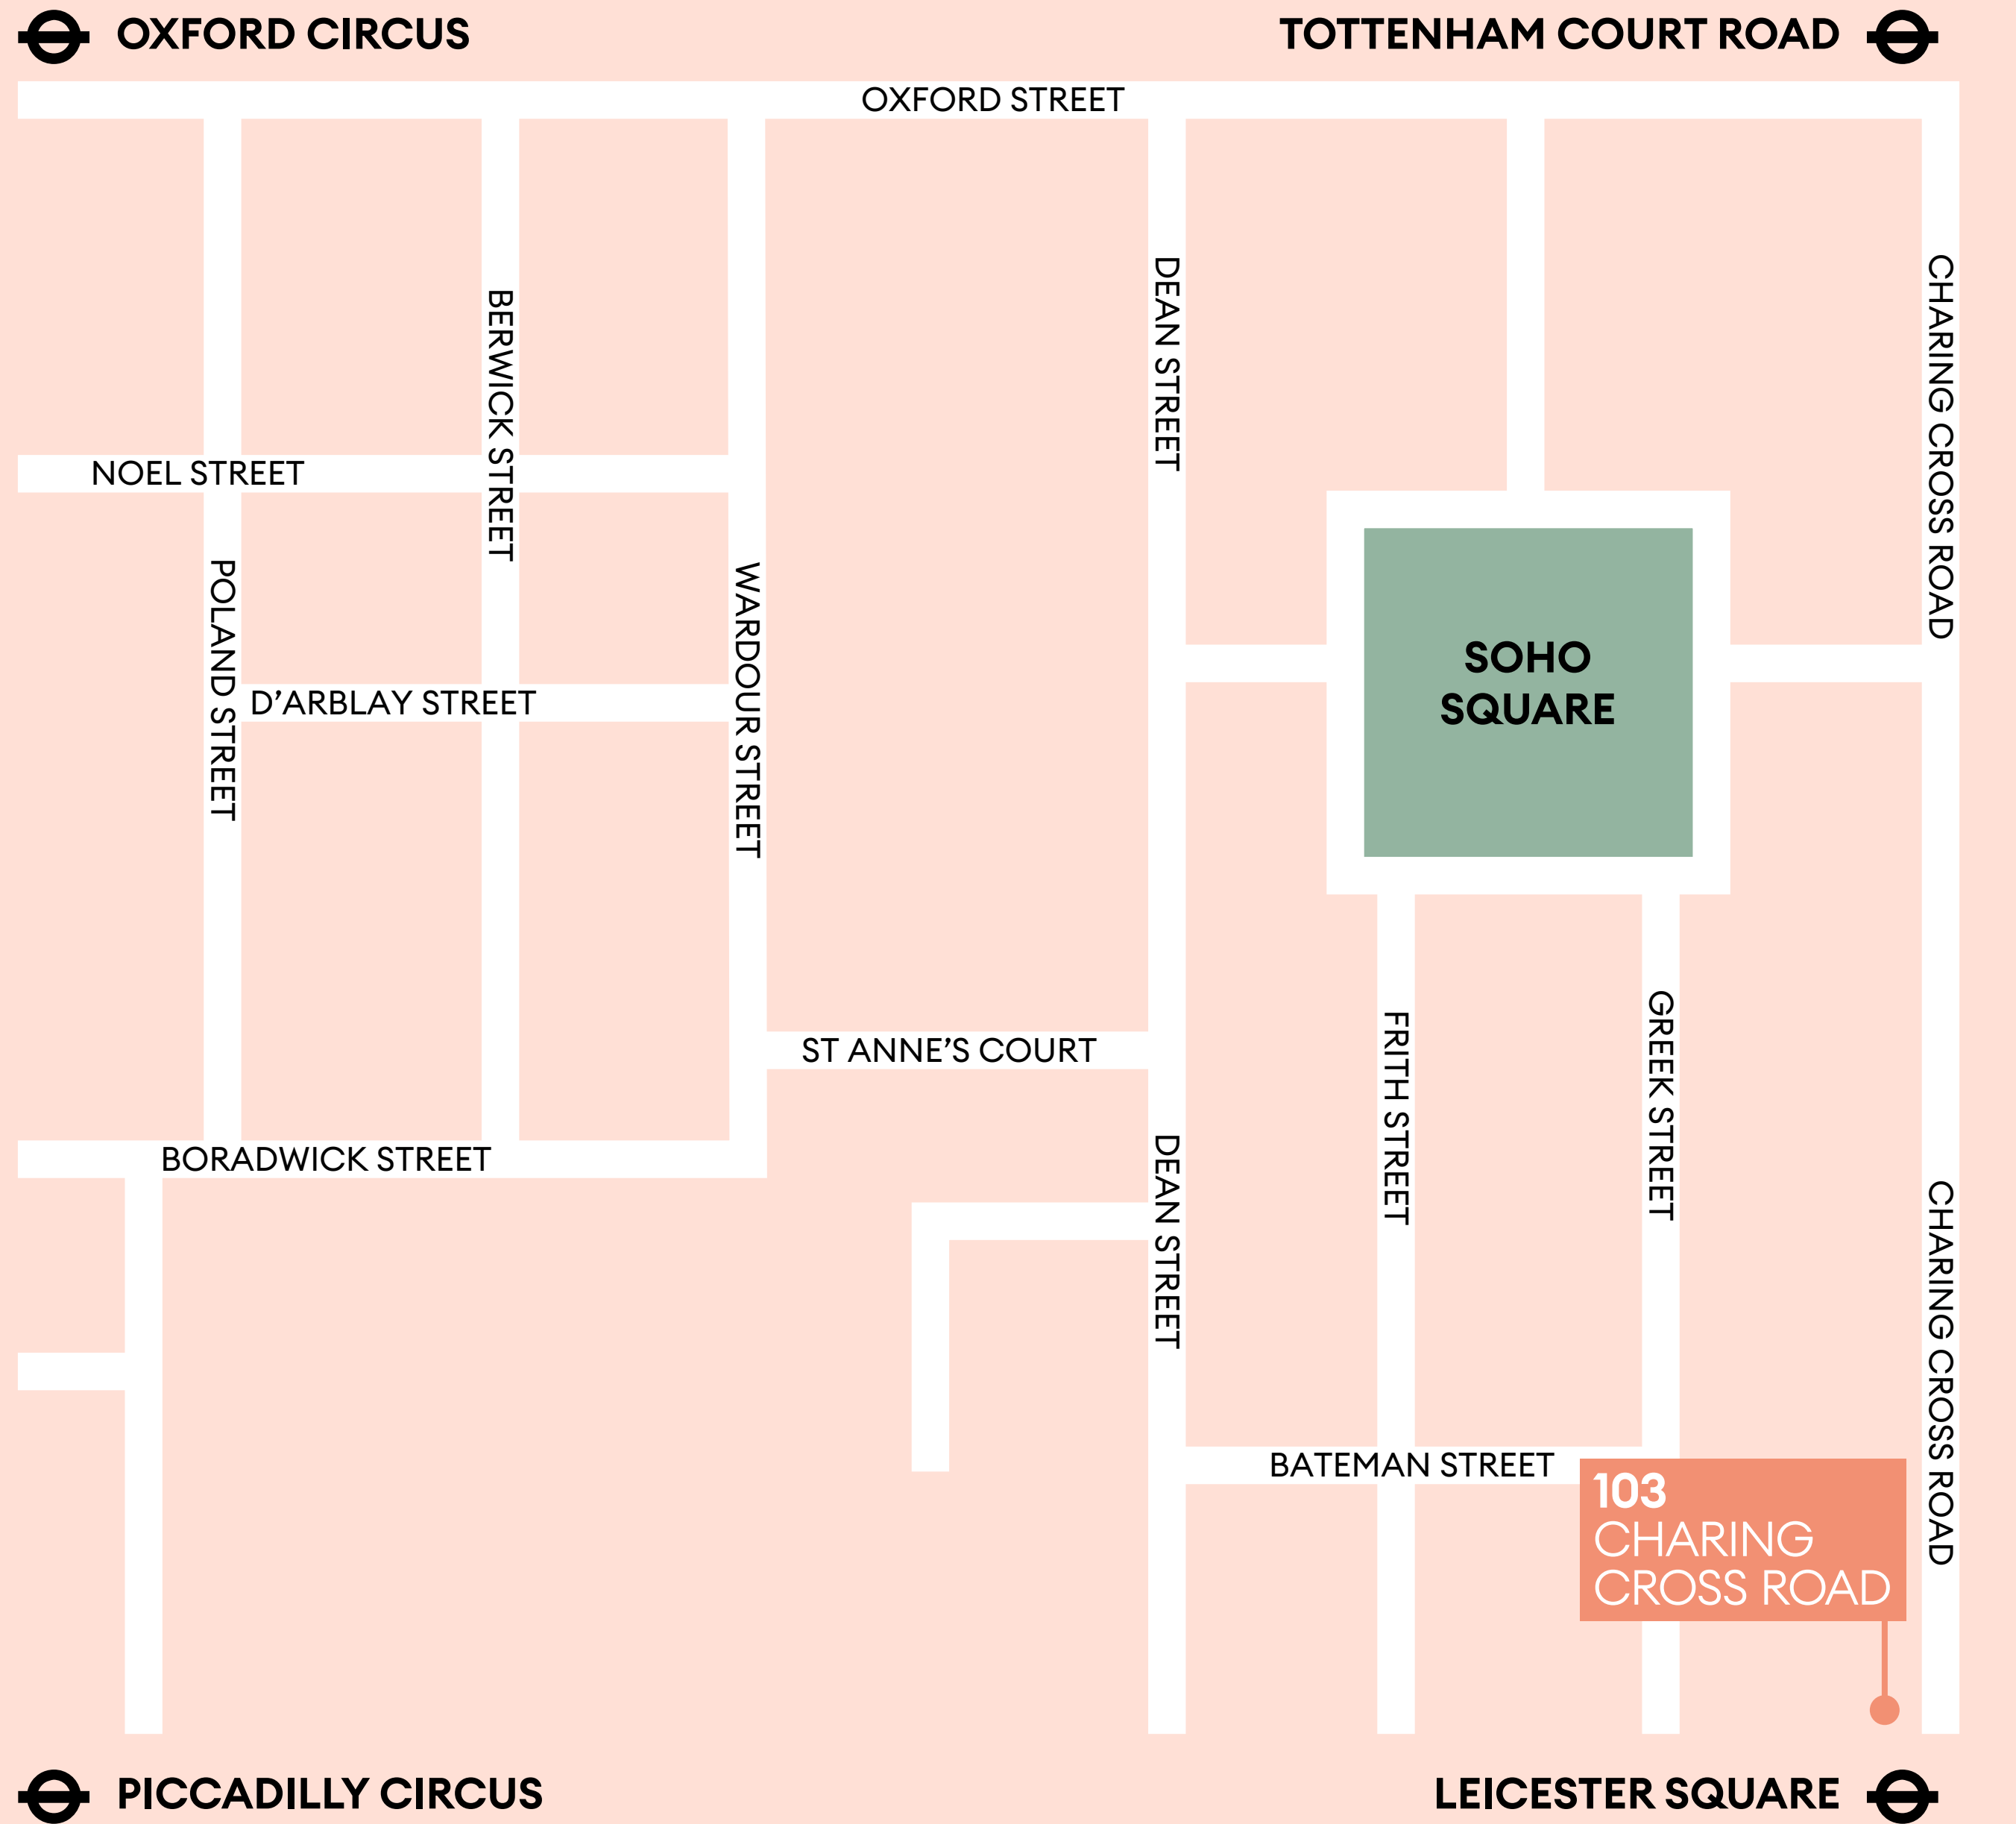 OXFORD CIRCUS
TOTTENHAM COURT ROAD
OXFORD STREET
DEAN STREET
CHARING CROSS ROAD
BERWICK STREET
NOEL STREET
POLAND STREET
WARDOUR STREET
SOHO
SQUARE
D'ARBLAY STREET
ST ANNE'S COURT
FRITH STREET
GREEK STREET
BORADWICK STREET
DEAN STREET
CHARING CROSS ROAD
BATEMAN STREET
103
CHARING
CROSS ROAD
PICCADILLY CIRCUS
LEICESTER SQUARE